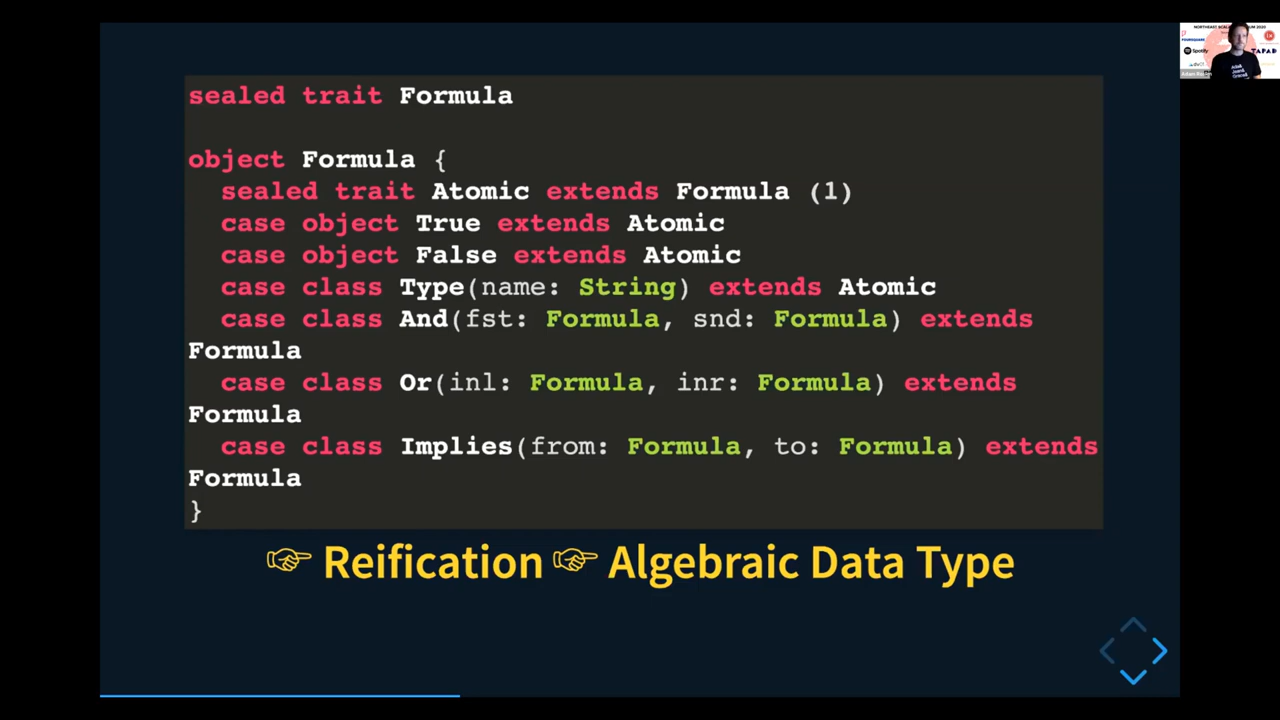 sealed trait Formula
object Formula {
sealed trait Atomic extends Formula (1)
case object True extends Atomic
case object False extends Atomic
case class Type(name: String) extends Atomic
case class And(fst: Formula, snd: Formula) extends
Formula
case class Or(inl: Formula, inr: Formula) extends
Formula
case class Implies(from: Formula, to: Formula) extends
Formula
}
☞ Reification ☞ Algebraic Data Type
FOURSQUARE
Spotify
TAPAD